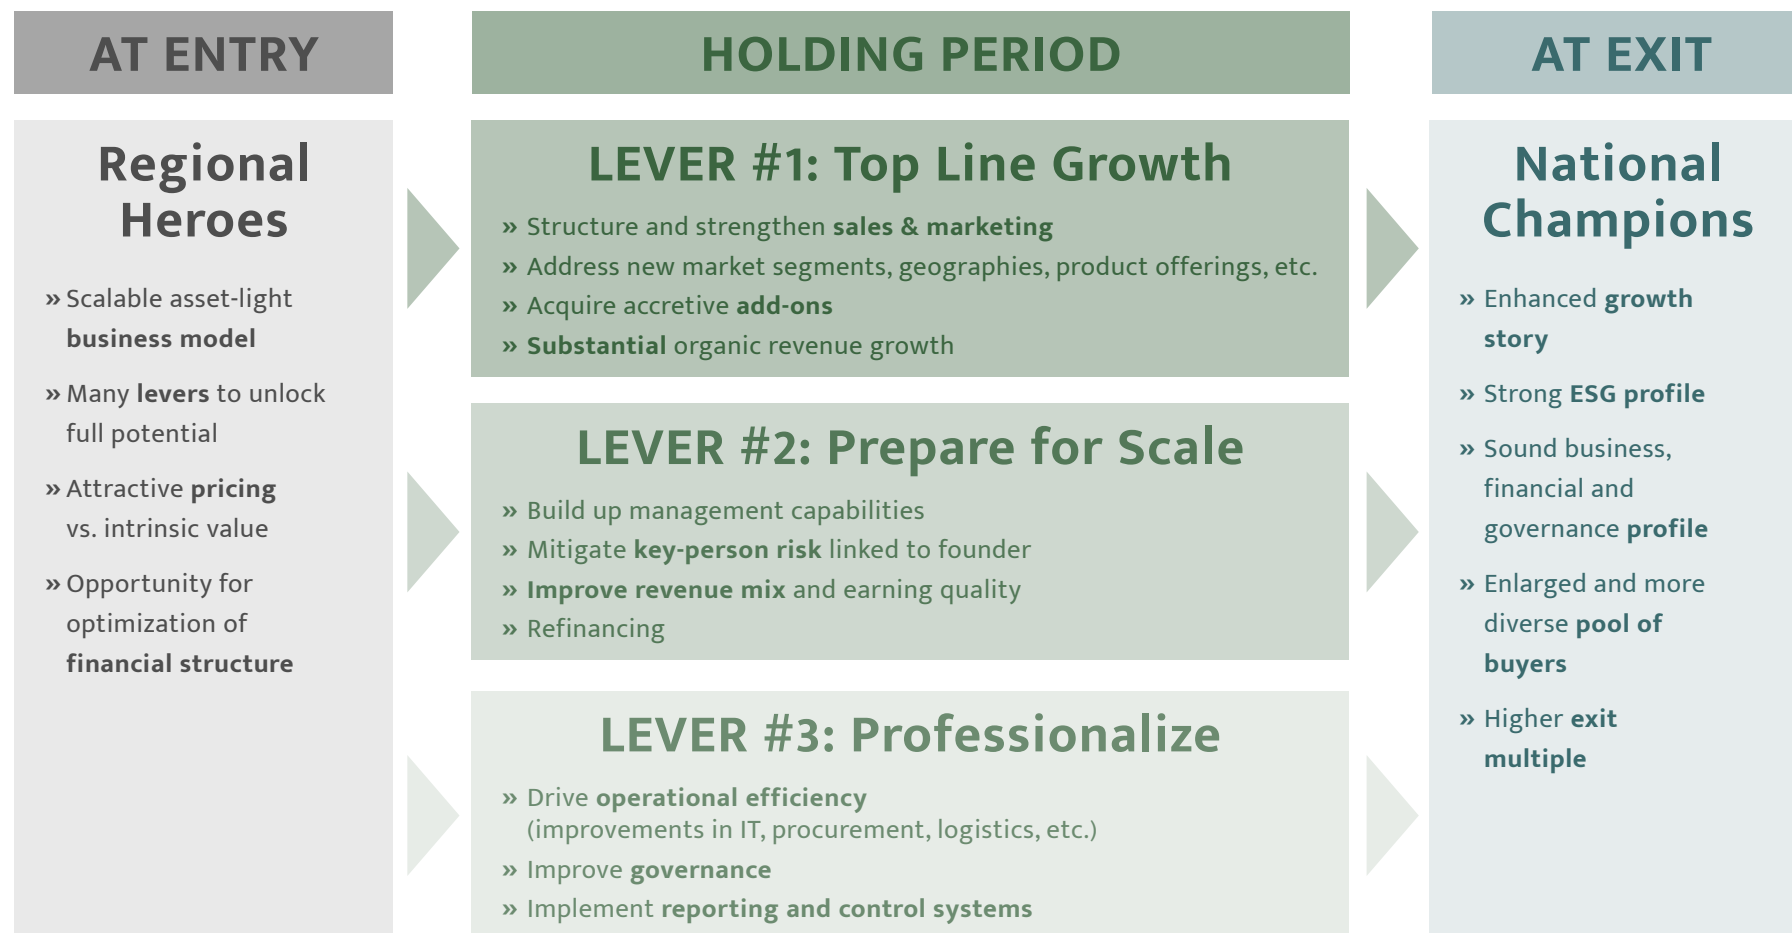 AT ENTRY
HOLDING PERIOD
AT EXIT
Regional
Heroes
» Scalable asset-light
business model
» Many levers to unlock
full potential
» Attractive pricing
vs. intrinsic value
» Opportunity for
optimization of
financial structure
LEVER #1: Top Line Growth
» Structure and strengthen sales & marketing
» Address new market segments, geographies, product offerings, etc.
» Acquire accretive add-ons
» Substantial organic revenue growth
LEVER #2: Prepare for Scale
» Build up management capabilities
» Mitigate key-person risk linked to founder
» Improve revenue mix and earning quality
» Refinancing
LEVER #3: Professionalize
» Drive operational efficiency
(improvements in IT, procurement, logistics, etc.)
» Improve governance
» Implement reporting and control systems
National
Champions
» Enhanced growth
story
» Strong ESG profile
» Sound business,
financial and
governance profile
» Enlarged and more
diverse pool of
buyers
» Higher exit
multiple